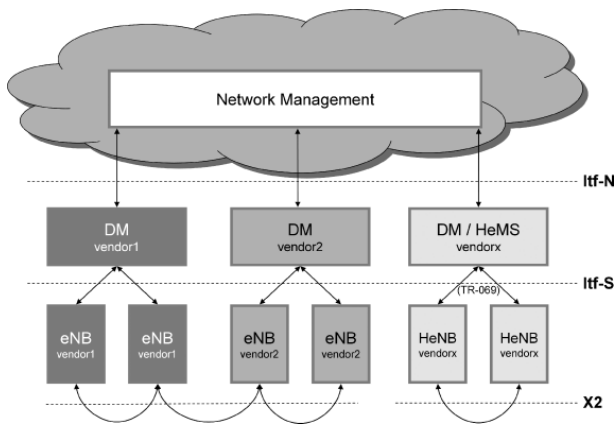 Network Management
Itf-N
DM
vendor1
DM
vendor2
DM / HeMS
vendorx
Itf-S
(TR-069)
eNB
vendor1
eNB
vendor1
eNB
vendor2
eNB
vendor2
HeNB
vendorx
HeNB
vendorx
X2